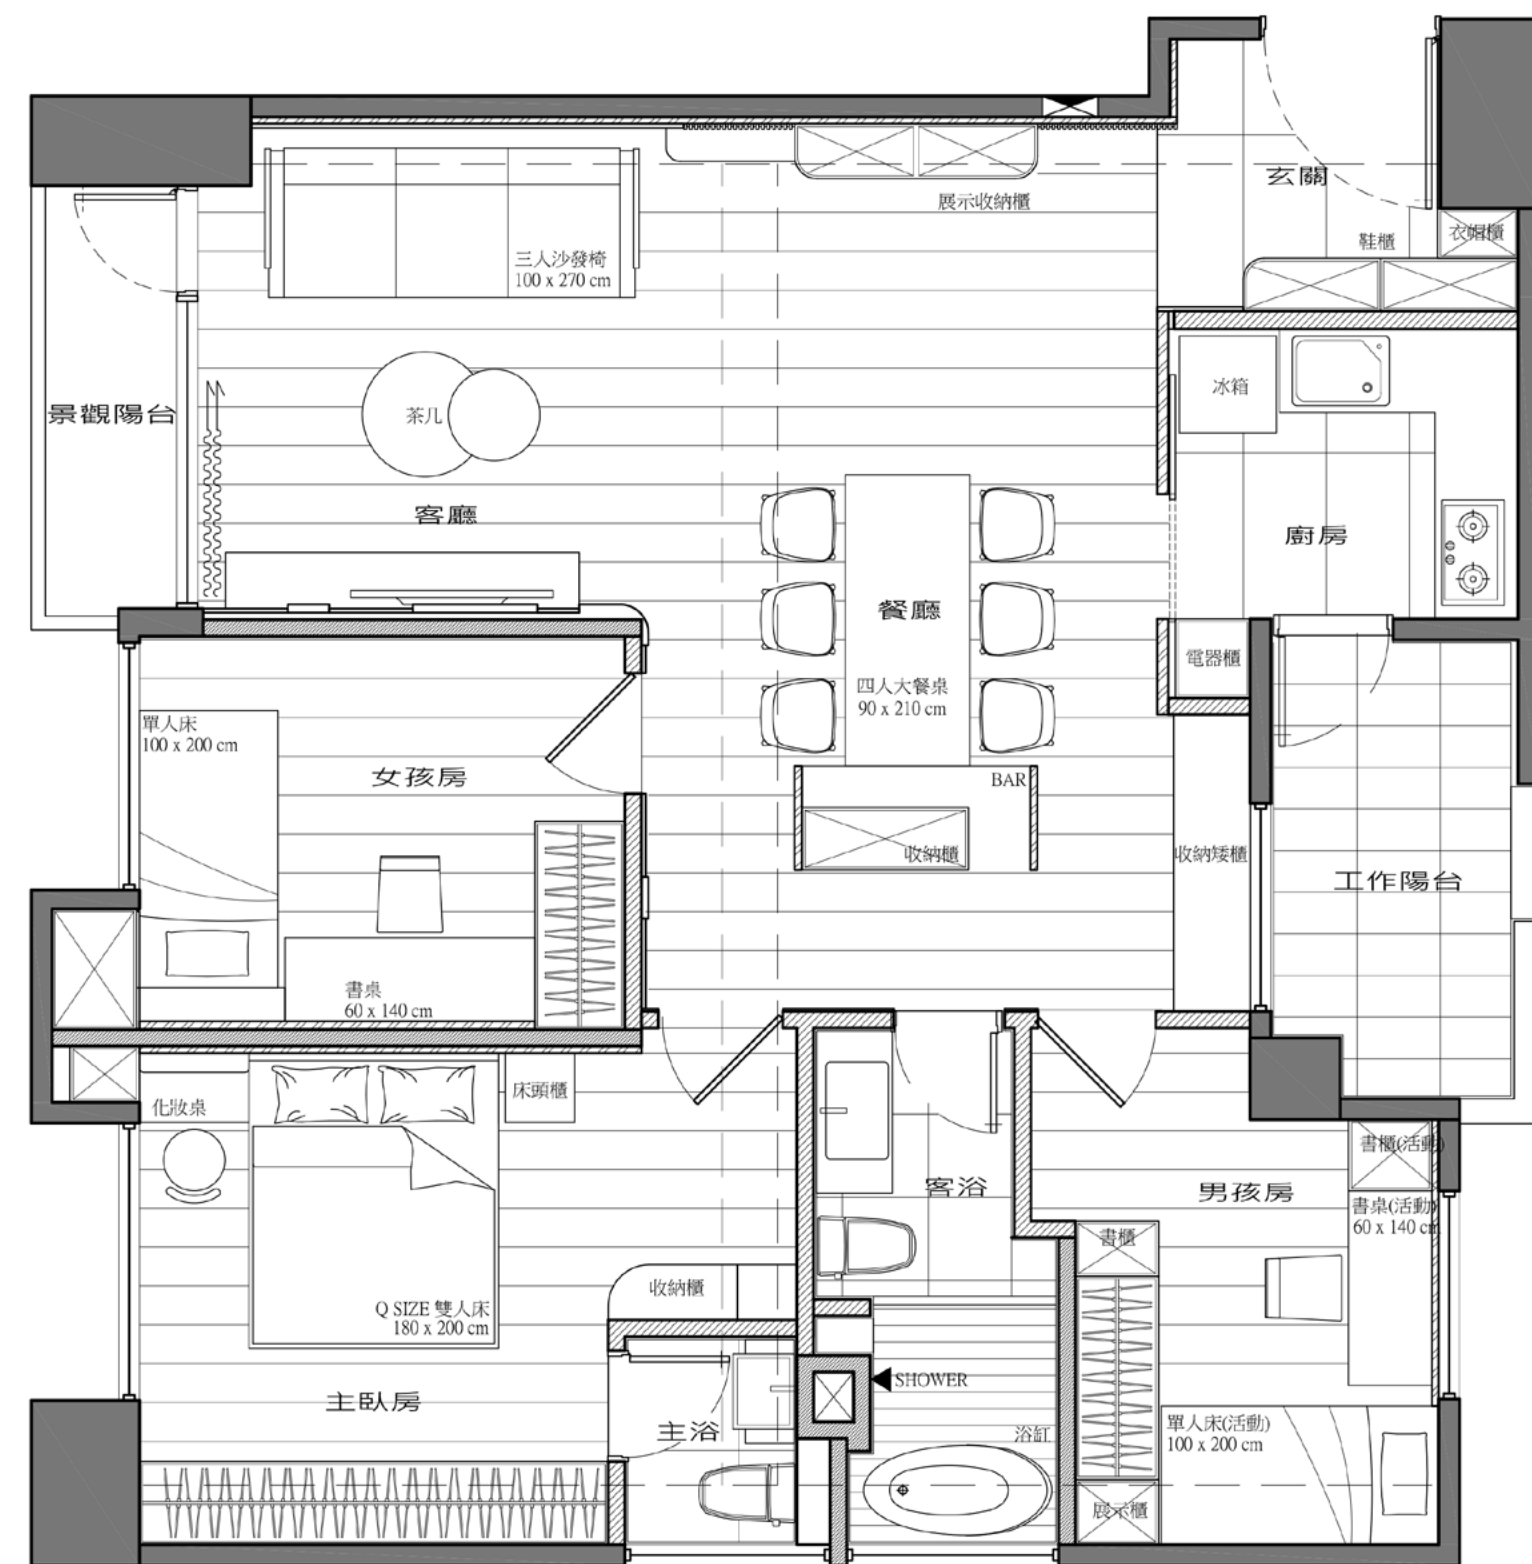 玄關
展示收納櫃
鞋櫃
衣帽櫃
三人沙發椅
100 x 270 cm
冰箱
景觀陽台
茶几
客廳
廚房
餐廳
電器櫃
四人大餐桌
90 x 210 cm
單人床
100 x 200 cm
女孩房
BAR
收納櫃
收納矮櫃
工作陽台
書桌
60 x 140 cm
床頭櫃
化妝桌
書櫃(活動)
客浴
男孩房
書桌(活動)
60 x 140 cm
書櫃
收納櫃
Q SIZE 雙人床
180 x 200 cm
SHOWER
主臥房
主浴
浴缸
單人床(活動)
100 x 200 cm
展示櫃